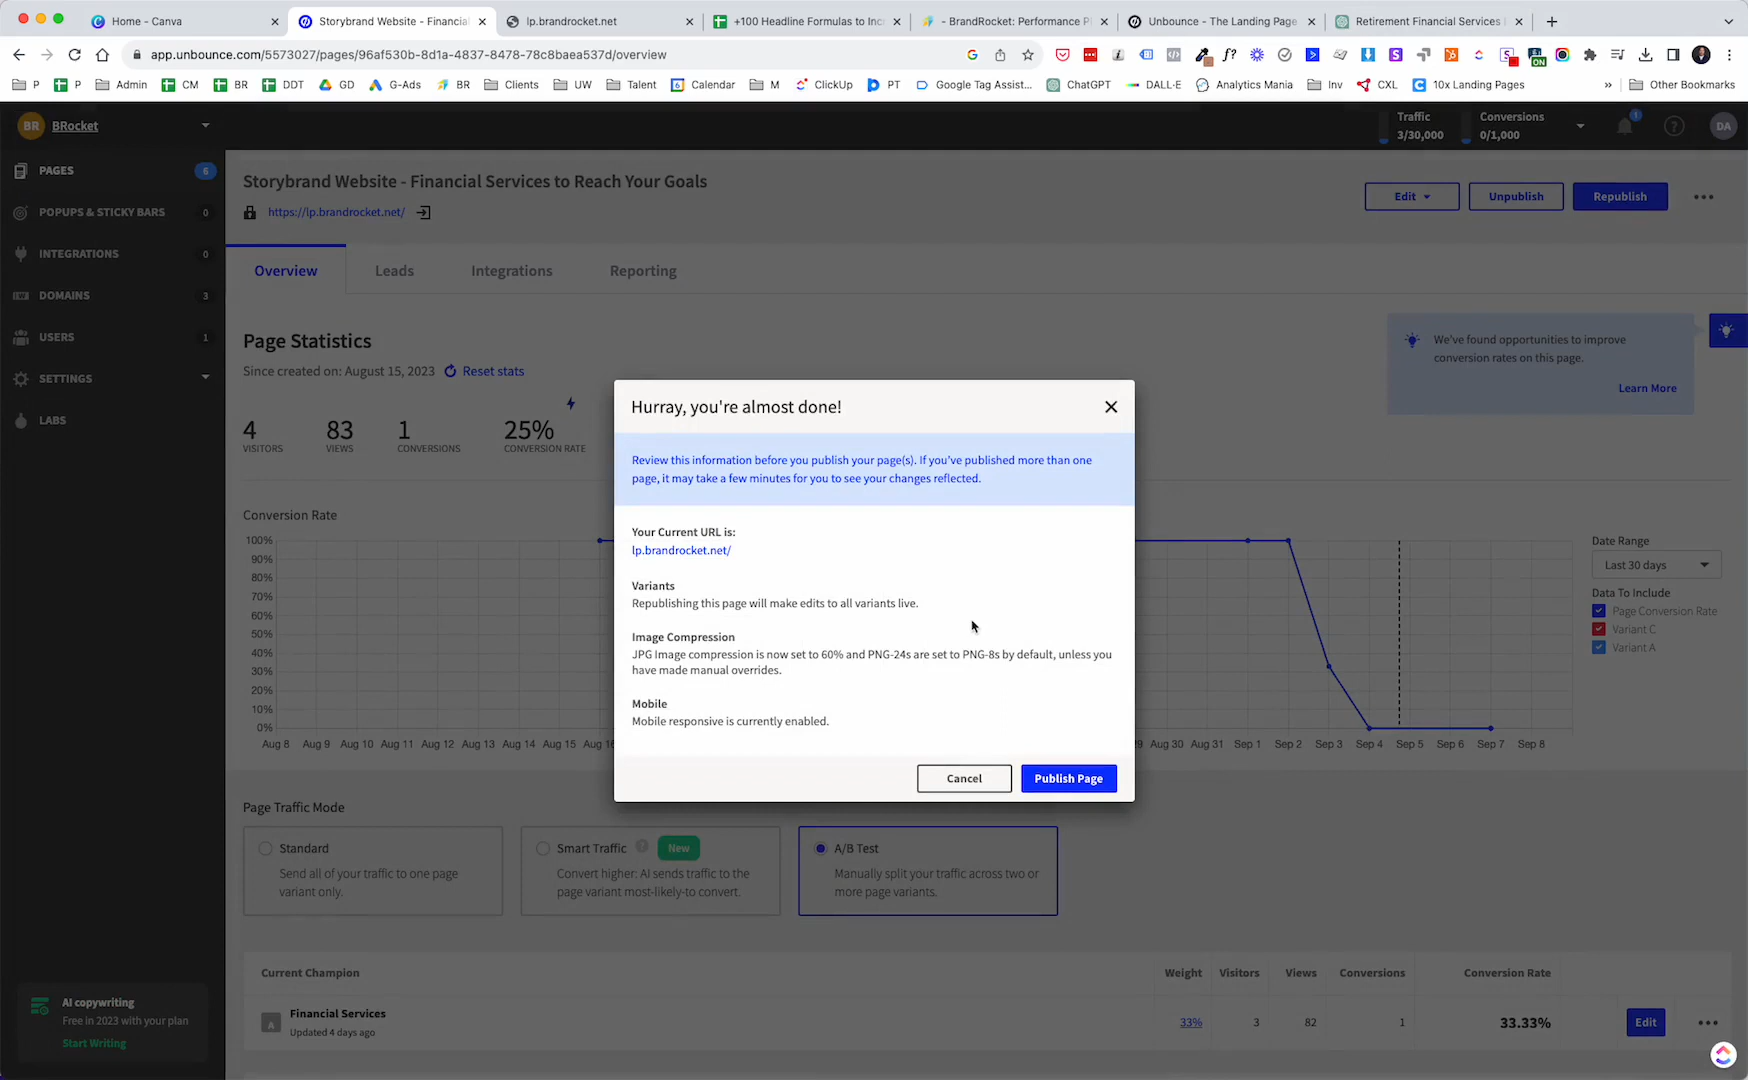 Home - Canva
Storybrand Website - Financial
lp.brandrocket.net
+100 Headline Formulas to Inc
- BrandRocket: Performance P
Unbounce - The Landing Page
Retirement Financial Services
app.unbounce.com/5573027/pages/96af530b-8d1a-4837-8478-78c8baea537d/overview
P
P
Admin
CM
BR
DDT
GD
G-Ads
BR
Clients
UW
Talent
Calendar
M
ClickUp
PT
Google Tag Assist...
ChatGPT
DALL·E
Analytics Mania
Inv
CXL
10x Landing Pages
»
Other Bookmarks
BR
BRocket
Traffic
3/30,000
Conversions
0/1,000
1
DA
PAGES
6
POPUPS & STICKY BARS
0
INTEGRATIONS
0
DOMAINS
3
USERS
1
SETTINGS
LABS
AI copywriting
Free in 2023 with your plan
Start Writing
Storybrand Website - Financial Services to Reach Your Goals
https://lp.brandrocket.net/
Edit
Unpublish
Republish
Overview
Leads
Integrations
Reporting
Page Statistics
Since created on: August 15, 2023
Reset stats
4
VISITORS
83
VIEWS
1
CONVERSIONS
25%
CONVERSION RATE
We've found opportunities to improve
conversion rates on this page.
Learn More
Hurray, you're almost done!
Review this information before you publish your page(s). If you've published more than one
page, it may take a few minutes for you to see your changes reflected.
Your Current URL is:
lp.brandrocket.net/
Variants
Republishing this page will make edits to all variants live.
Image Compression
JPG Image compression is now set to 60% and PNG-24s are set to PNG-8s by default, unless you
have made manual overrides.
Mobile
Mobile responsive is currently enabled.
Cancel
Publish Page
Conversion Rate
100%
90%
80%
70%
60%
50%
40%
30%
20%
10%
0%
Aug 8 Aug 9 Aug 10 Aug 11 Aug 12 Aug 13 Aug 14 Aug 15 Aug 16
Aug 30 Aug 31 Sep 1 Sep 2 Sep 3 Sep 4 Sep 5 Sep 6 Sep 7 Sep 8
Date Range
Last 30 days
Data To Include
Page Conversion Rate
Variant C
Variant A
Page Traffic Mode
Standard
Send all of your traffic to one page
variant only.
Smart Traffic
New
Convert higher: AI sends traffic to the
page variant most-likely-to convert.
A/B Test
Manually split your traffic across two or
more page variants.
Current Champion
Weight
Visitors
Views
Conversions
Conversion Rate
A
Financial Services
Updated 4 days ago
33%
3
82
1
33.33%
Edit